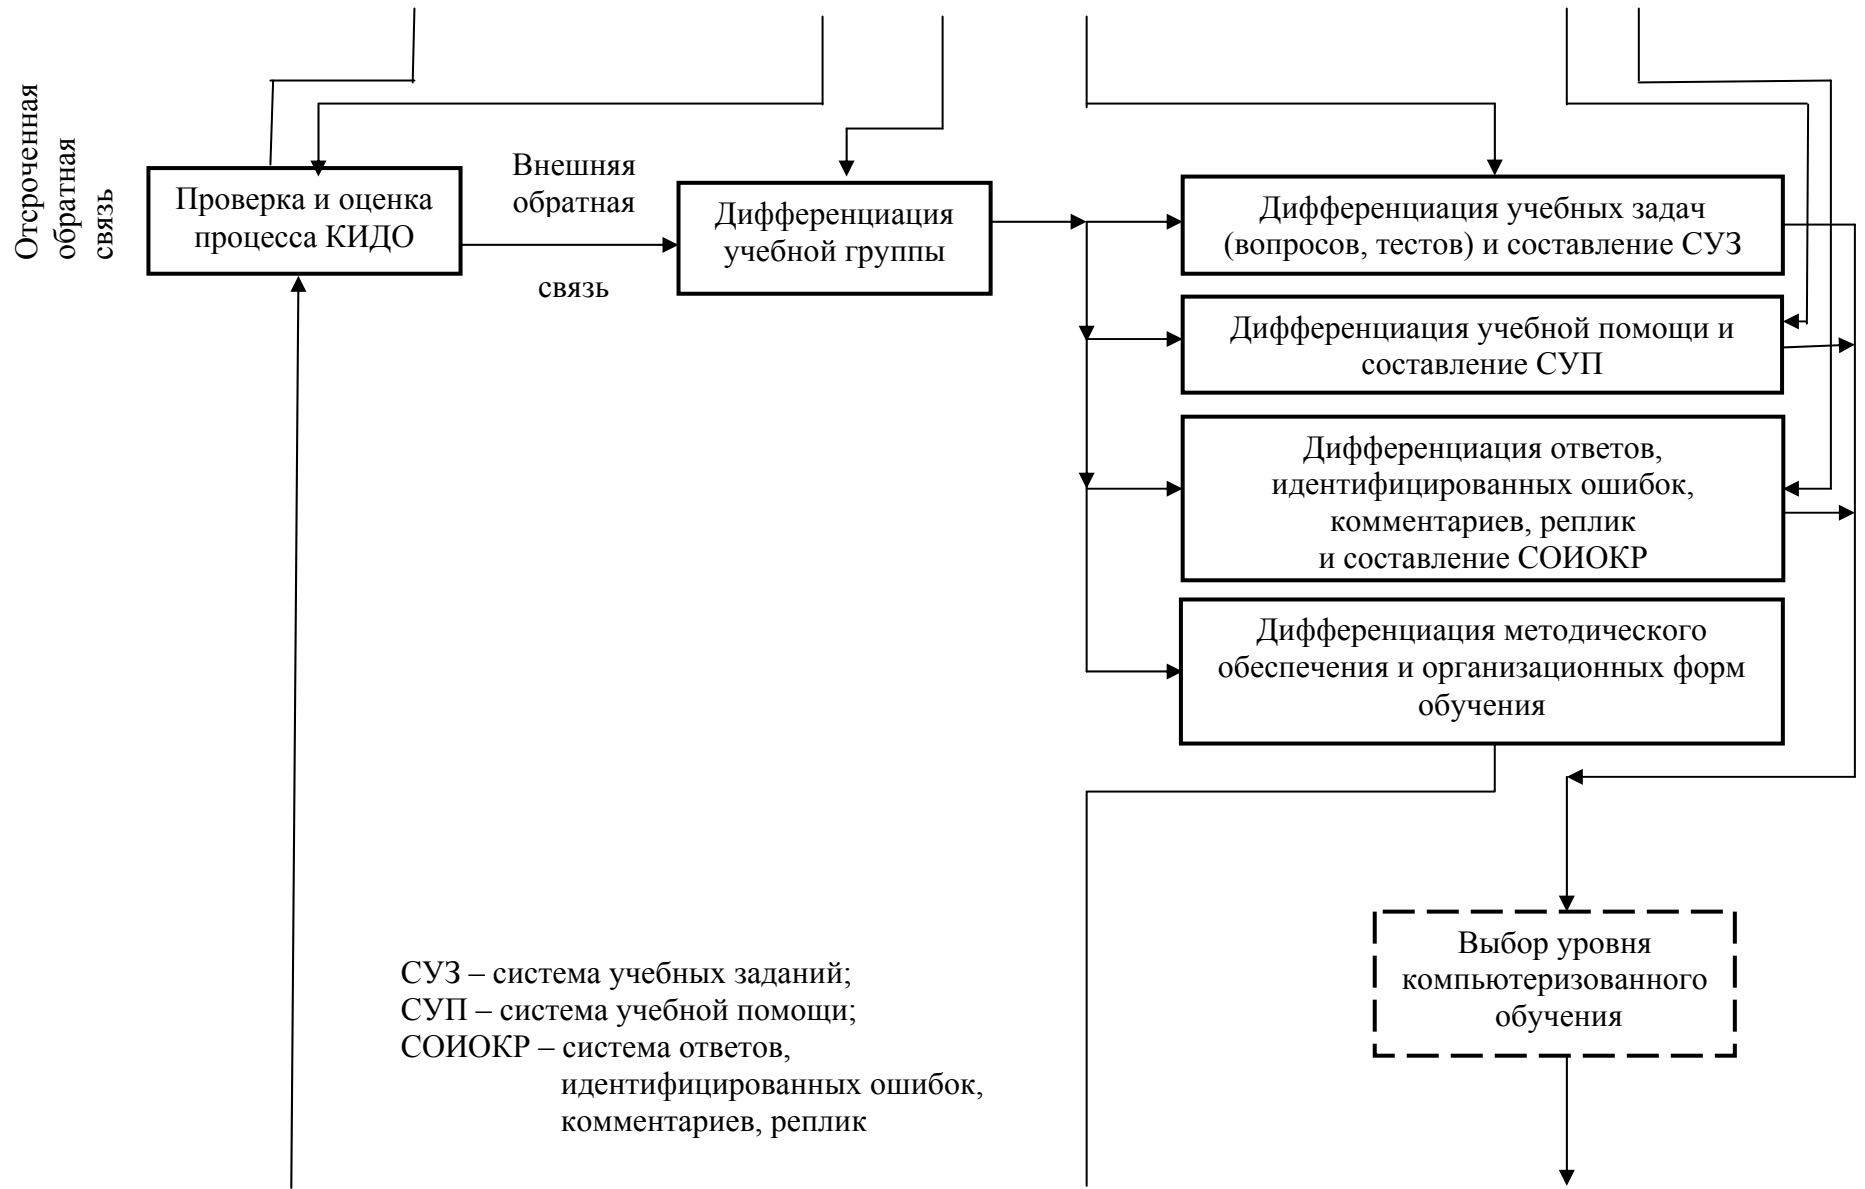 Отсроченная
обратная
связь
Проверка и оценка
процесса КИДО
Внешняя
обратная
связь
Дифференциация
учебной группы
Дифференциация учебных задач
(вопросов, тестов) и составление СУЗ
Дифференциация учебной помощи и
составление СУП
Дифференциация ответов,
идентифицированных ошибок,
комментариев, реплик
и составление СОИОКР
Дифференциация методического
обеспечения и организационных форм
обучения
Выбор уровня
компьютеризованного
обучения
СУЗ – система учебных заданий;
СУП – система учебной помощи;
СОИОКР – система ответов,
идентифицированных ошибок,
комментариев, реплик